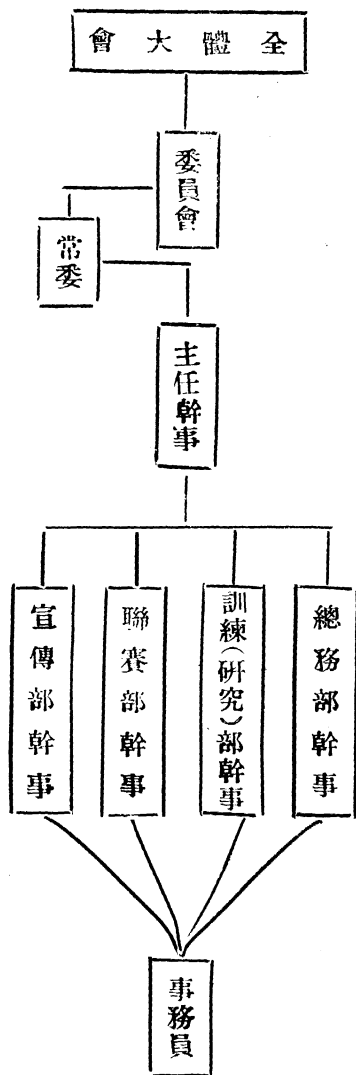 全體大會
委員會
常委
主任幹事
總務部幹事
訓練(研究)部幹事
聯賽部幹事
宣傳部幹事
事務員